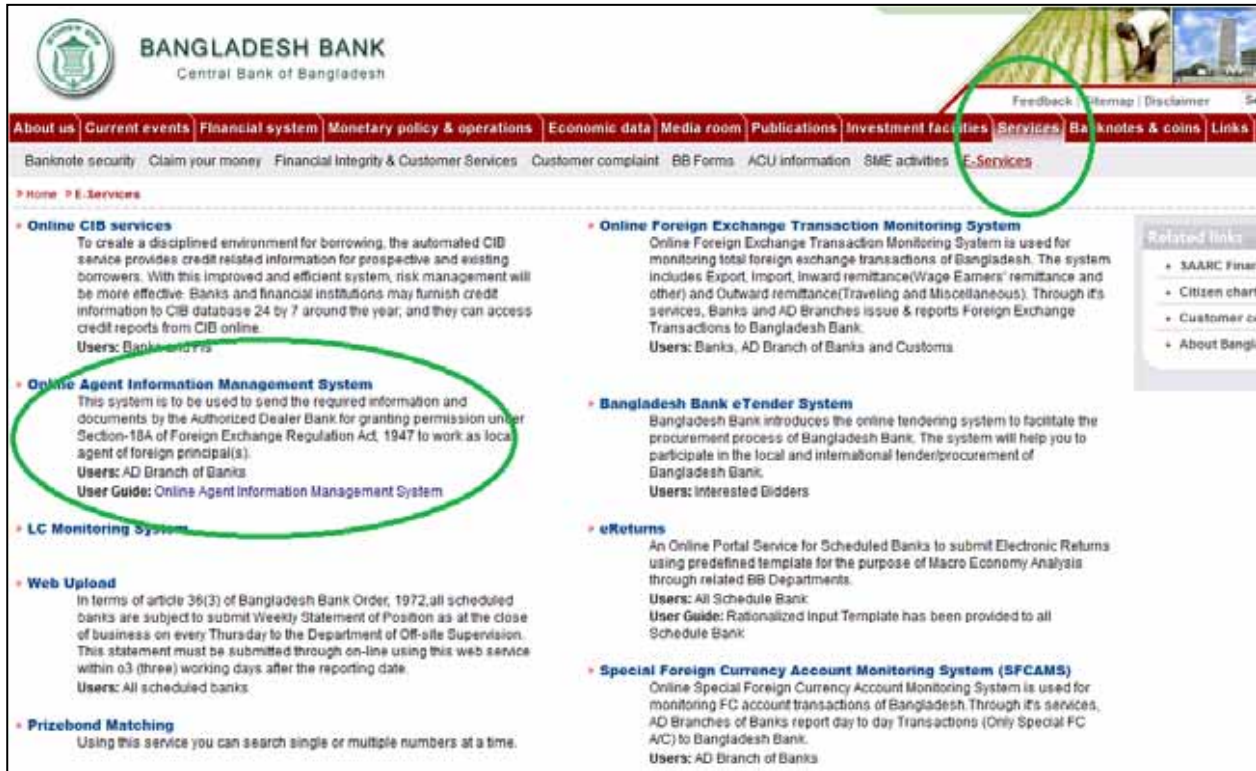 BANGLADESH BANK
Central Bank of Bangladesh
Feedback | Sitemap | Disclaimer
About us Current events Financial system Monetary policy & operations Economic data Media room Publications Investment facilities Services Banknotes & coins Links
Banknote security Claim your money Financial Integrity & Customer Services Customer complaint BB Forms ACU information SME activities E-Services
Home E-Services
Online CIB services
To create a disciplined environment for borrowing, the automated CIB
service provides credit related information for prospective and existing
borrowers. With this improved and efficient system, risk management will
be more effective. Banks and financial institutions may furnish credit
information to CIB database 24 by 7 around the year; and they can access
credit reports from CIB online.
Users: Banks and FIs
Online Agent Information Management System
This system is to be used to send the required information and
documents by the Authorized Dealer Bank for granting permission under
Section-18A of Foreign Exchange Regulation Act, 1947 to work as local
agent of foreign principal(s).
Users: AD Branch of Banks
User Guide: Online Agent Information Management System
LC Monitoring System
Web Upload
In terms of article 36(3) of Bangladesh Bank Order, 1972,all scheduled
banks are subject to submit Weekly Statement of Position as at the close
of business on every Thursday to the Department of Off-site Supervision.
This statement must be submitted through on-line using this web service
within o3 (three) working days after the reporting date.
Users: All scheduled banks
Prizebond Matching
Using this service you can search single or multiple numbers at a time.
Online Foreign Exchange Transaction Monitoring System
Online Foreign Exchange Transaction Monitoring System is used for
monitoring total foreign exchange transactions of Bangladesh. The system
includes Export, Import, Inward remittance(Wage Earners' remittance and
other) and Outward remittance(Traveling and Miscellaneous). Through it's
services, Banks and AD Branches issue & reports Foreign Exchange
Transactions to Bangladesh Bank.
Users: Banks, AD Branch of Banks and Customs
Bangladesh Bank eTender System
Bangladesh Bank introduces the online tendering system to facilitate the
procurement process of Bangladesh Bank. The system will help you to
participate in the local and international tender/procurement of
Bangladesh Bank.
Users: Interested Bidders
eReturns
An Online Portal Service for Scheduled Banks to submit Electronic Returns
using predefined template for the purpose of Macro Economy Analysis
through related BB Departments.
Users: All Schedule Bank
User Guide: Rationalized Input Template has been provided to all
Schedule Bank
Special Foreign Currency Account Monitoring System (SFCAMS)
Online Special Foreign Currency Account Monitoring System is used for
monitoring FC account transactions of Bangladesh.Through it's services,
AD Branches of Banks report day to day Transactions (Only Special FC
A/C) to Bangladesh Bank.
Users: AD Branch of Banks
Related links
SAARC Finan
Citizen chart
Customer c
About Bangl